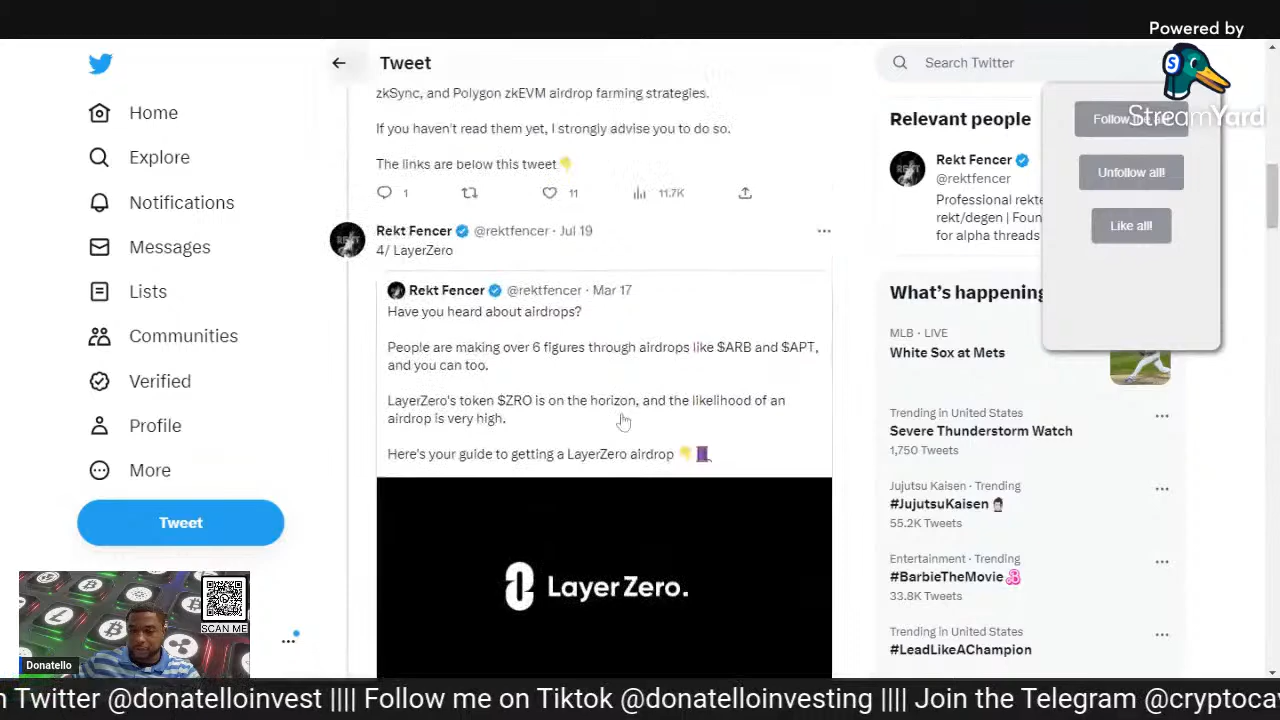 Powered by
StreamYard
Tweet
Search Twitter
Home
Explore
Notifications
Messages
Lists
Communities
Verified
Profile
More
Tweet
zkSync, and Polygon zkEVM airdrop farming strategies.
If you haven't read them yet, I strongly advise you to do so.
The links are below this tweet👇
1
11
11.7K
Rekt Fencer @rektfencer · Jul 19
4/ LayerZero
Rekt Fencer @rektfencer · Mar 17
Have you heard about airdrops?
People are making over 6 figures through airdrops like $ARB and $APT,
and you can too.
LayerZero's token $ZRO is on the horizon, and the likelihood of an
airdrop is very high.
Here's your guide to getting a LayerZero airdrop 👇🧵
LayerZero.
Relevant people
Rekt Fencer
@rektfencer
Professional rekte
rekt/degen | Foun
for alpha threads
Unfollow all!
Like all!
What's happening
MLB · LIVE
White Sox at Mets
Trending in United States
Severe Thunderstorm Watch
1,750 Tweets
Jujutsu Kaisen · Trending
#JujutsuKaisen
55.2K Tweets
Entertainment · Trending
#BarbieTheMovie
33.8K Tweets
Trending in United States
#LeadLikeAChampion
SCAN ME
Donatello
n Twitter @donatelloinvest |||| Follow me on Tiktok @donatelloinvesting |||| Join the Telegram @cryptocav